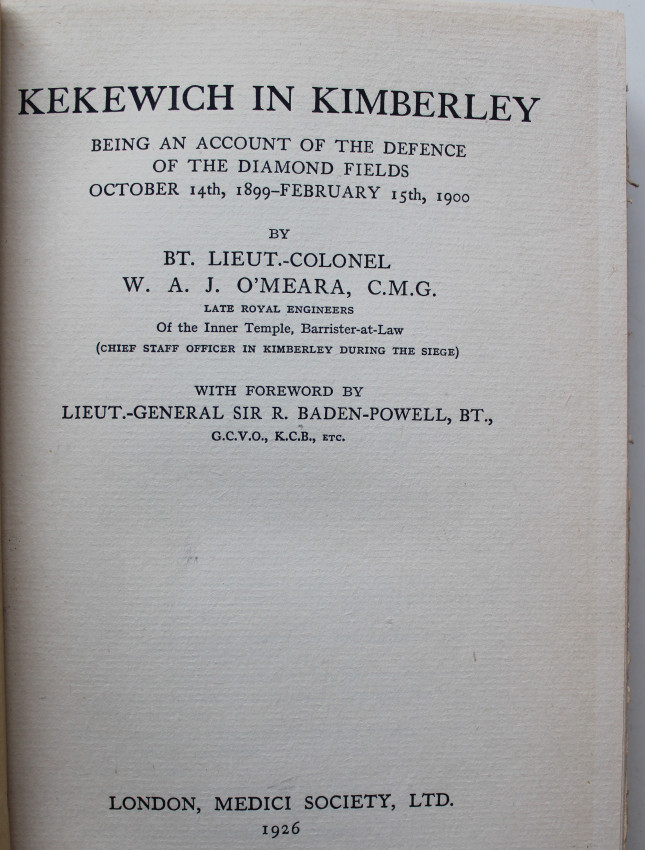 KEKEWICH IN KIMBERLEY
BEING AN ACCOUNT OF THE DEFENCE
OF THE DIAMOND FIELDS
OCTOBER 14th, 1899–FEBRUARY 15th, 1900
BY
BT. LIEUT.-COLONEL
W. A. J. O'MEARA, C.M.G.
LATE ROYAL ENGINEERS
Of the Inner Temple, Barrister-at-Law
(CHIEF STAFF OFFICER IN KIMBERLEY DURING THE SIEGE)
WITH FOREWORD BY
LIEUT.-GENERAL SIR R. BADEN-POWELL, BT.,
G.C.V.O., K.C.B., ETC.
LONDON, MEDICI SOCIETY, LTD.
1926